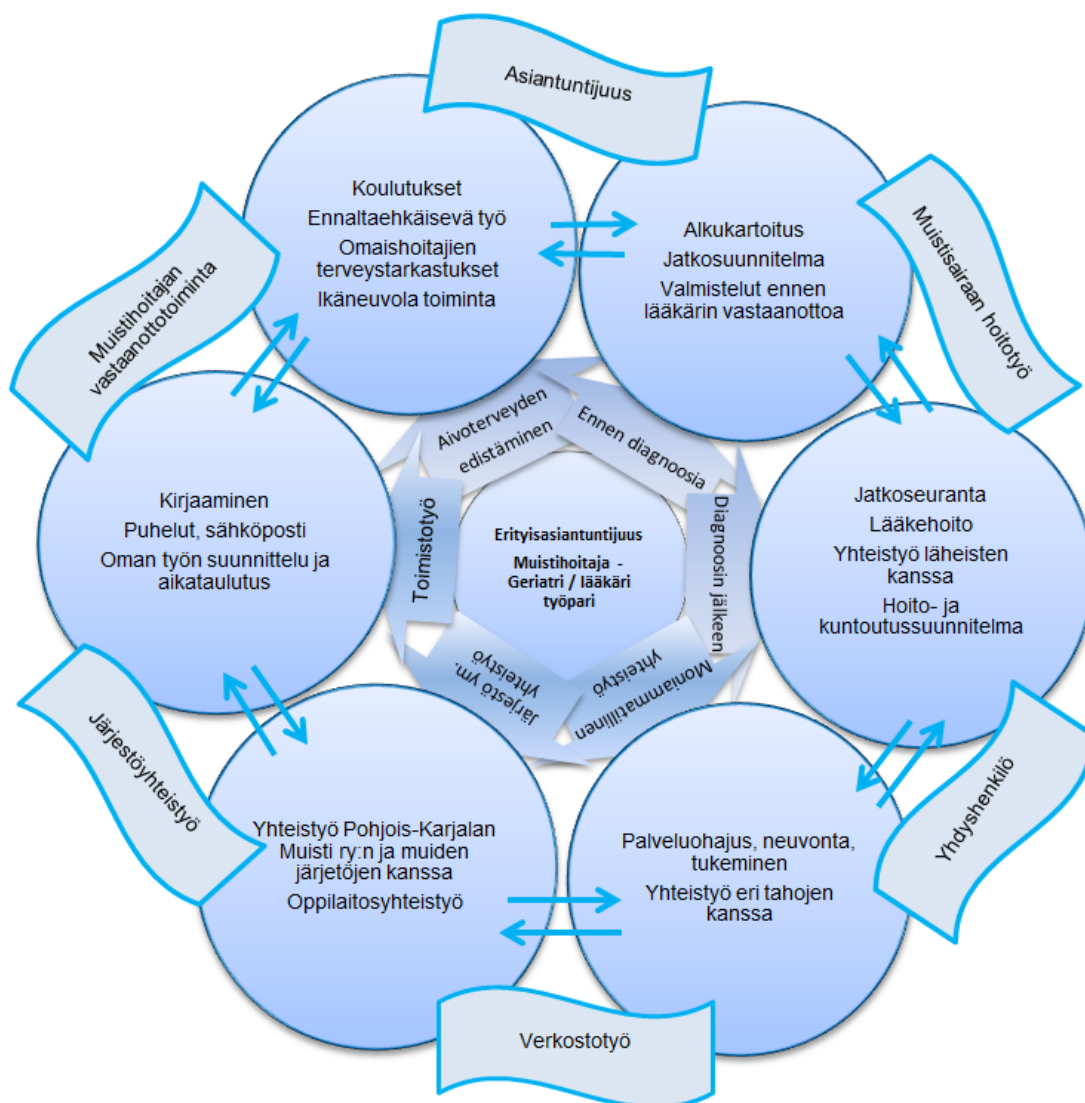 Asiantuntijuus
Koulutukset
Ennaltaehkäisevä työ
Omaishoitajien
terveystarkastukset
Ikäneuvola toiminta
Alkukartoitus
Jatkosuunnitelma
Valmistelut ennen
lääkärin vastaanottoa
Muistisairaan hoitotyö
Muistihoitajan
vastaanottotoiminta
Aivoterveyden
edistäminen
Ennen diagnoosia
Kirjaaminen
Puhelut, sähköposti
Oman työn suunnittelu ja
aikataulutus
Toimistotyö
Erityisasiantuntijuus
Muistihoitaja -
Geriatri / lääkäri
työpari
Diagnoosin jälkeen
Jatkoseuranta
Lääkehoito
Yhteistyö läheisten
kanssa
Hoito- ja
kuntoutussuunnitelma
Järjestö ym.
yhteistyö
Moniammatillinen
yhteistyö
Järjestöyhteistyö
Yhteistyö Pohjois-Karjalan
Muisti ry:n ja muiden
järjetöjen kanssa
Oppilaitosyhteistyö
Palveluohajus, neuvonta,
tukeminen
Yhteistyö eri tahojen
kanssa
Yhdyshenkilö
Verkostotyö